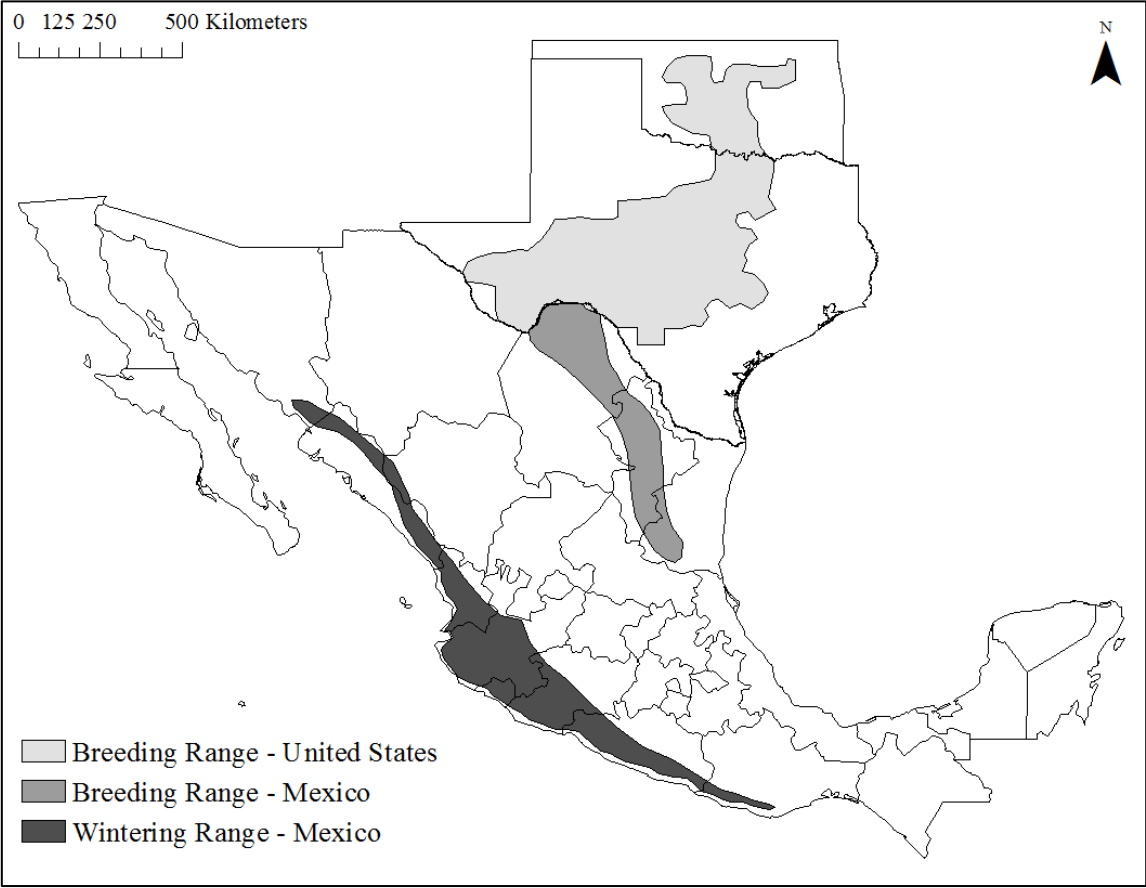 0 125 250 500 Kilometers
N
Breeding Range - United States
Breeding Range - Mexico
Wintering Range - Mexico